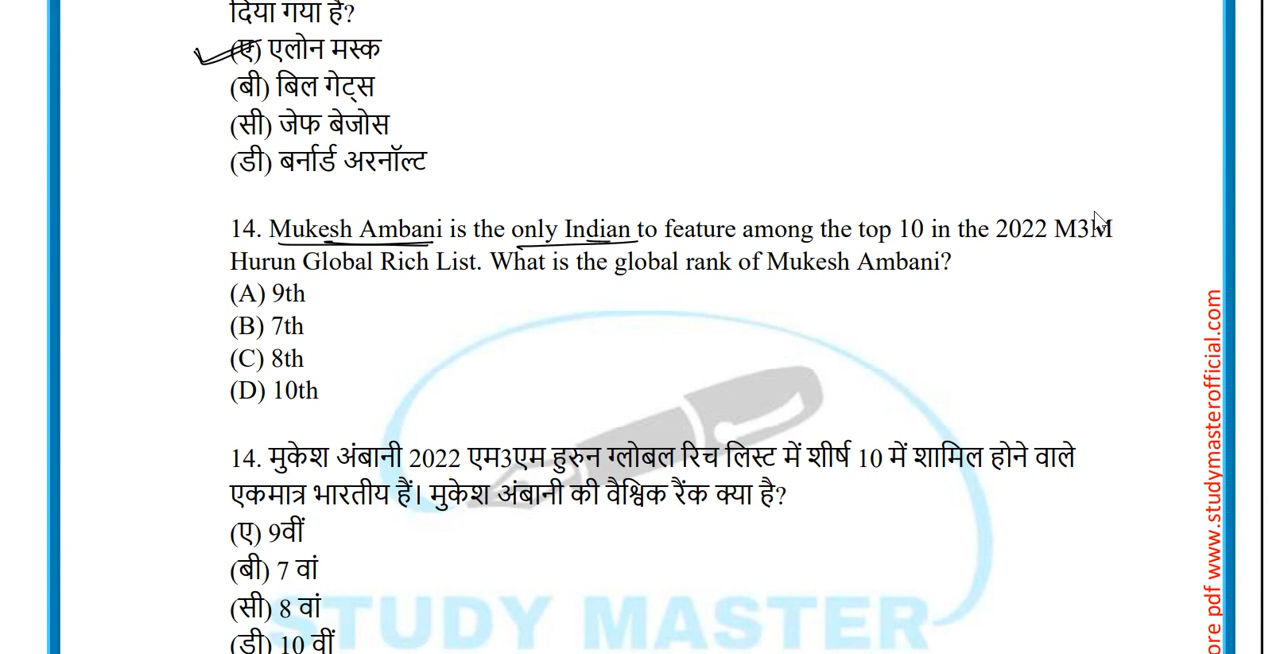 दिया गया है?
(ए) एलोन मस्क
(बी) बिल गेट्स
(सी) जेफ बेजोस
(डी) बर्नार्ड अरनॉल्ट
14. Mukesh Ambani is the only Indian to feature among the top 10 in the 2022 M3M
Hurun Global Rich List. What is the global rank of Mukesh Ambani?
(A) 9th
(B) 7th
(C) 8th
(D) 10th
14. मुकेश अंबानी 2022 एम3एम हुरुन ग्लोबल रिच लिस्ट में शीर्ष 10 में शामिल होने वाले
एकमात्र भारतीय हैं। मुकेश अंबानी की वैश्विक रैंक क्या है?
(ए) 9वीं
(बी) 7 वां
(सी) 8 वां
(डी) 10 वीं
STUDY MASTER
ore pdf www.studymasterofficial.com